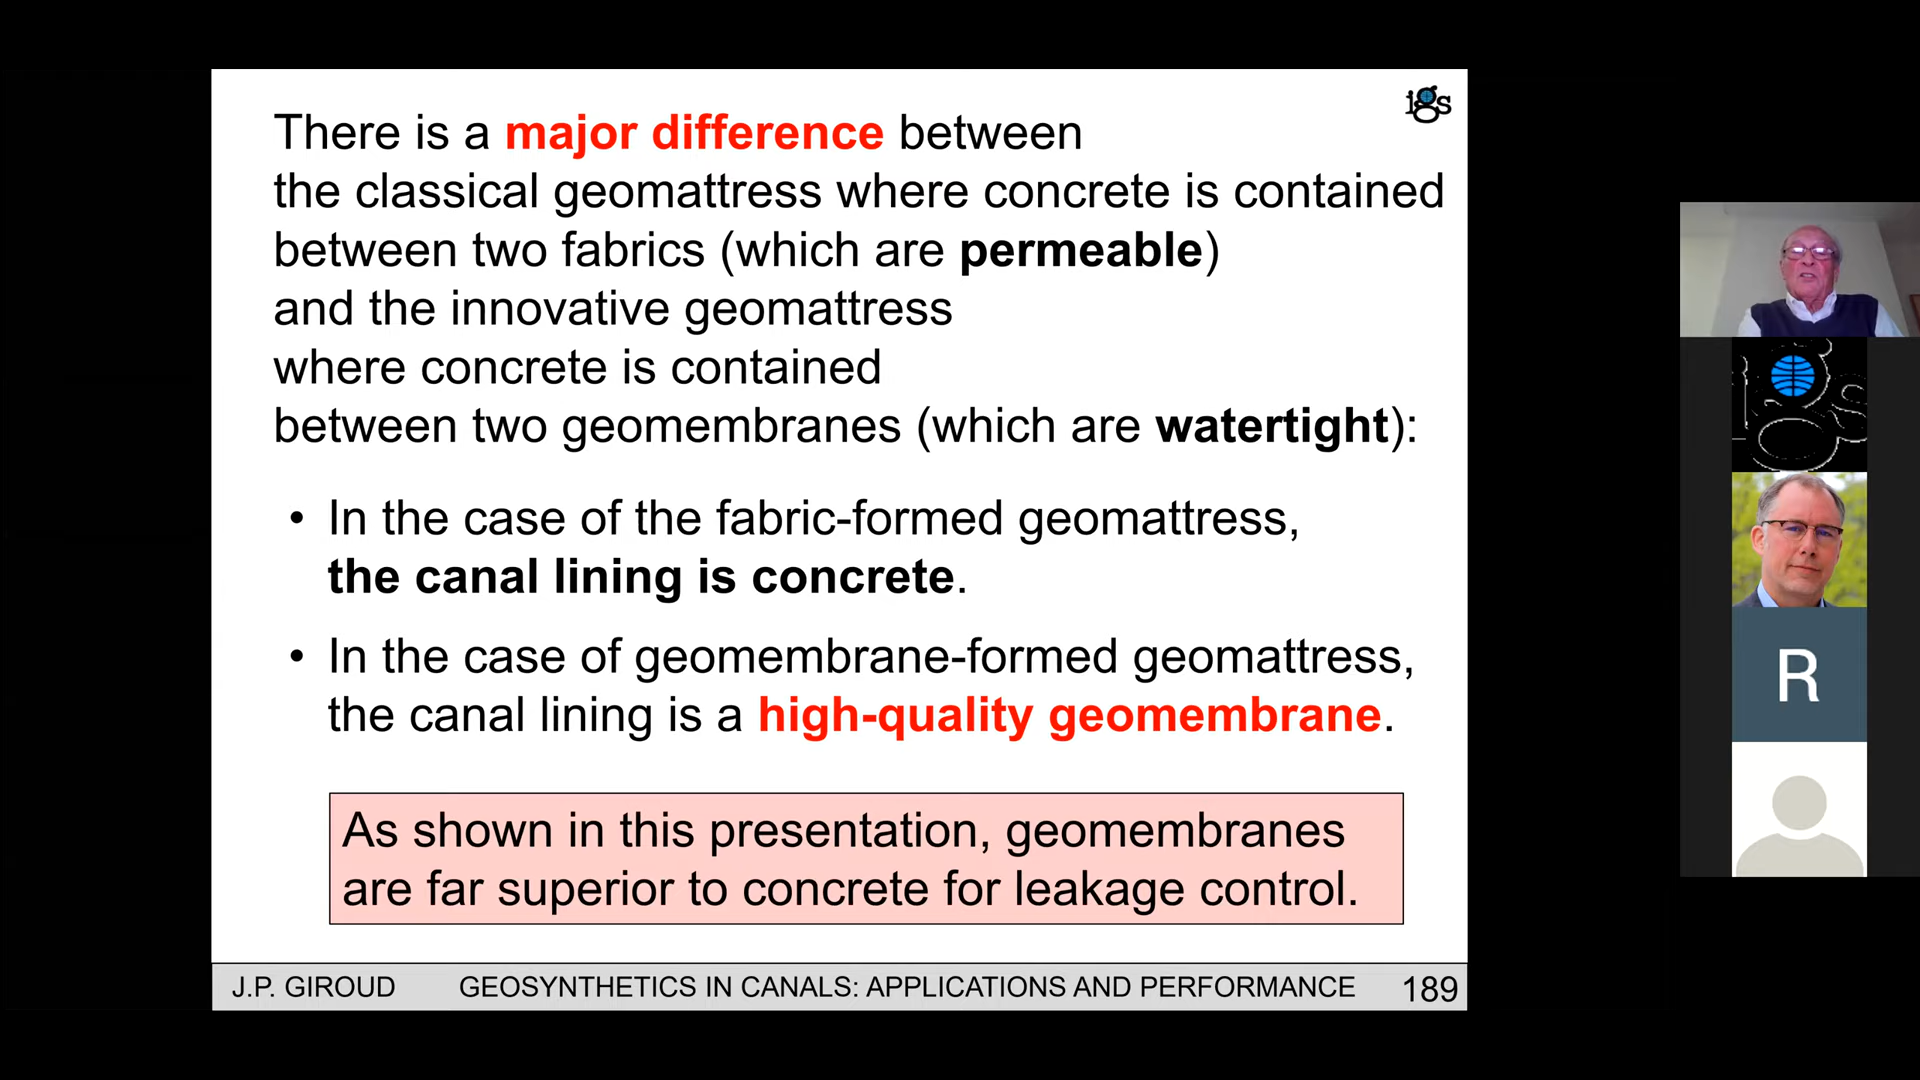 igs
There is a major difference between
the classical geomattress where concrete is contained
between two fabrics (which are permeable)
and the innovative geomattress
where concrete is contained
between two geomembranes (which are watertight):
• In the case of the fabric-formed geomattress,
the canal lining is concrete.
• In the case of geomembrane-formed geomattress,
the canal lining is a high-quality geomembrane.
As shown in this presentation, geomembranes
are far superior to concrete for leakage control.
J.P. GIROUD GEOSYNTHETICS IN CANALS: APPLICATIONS AND PERFORMANCE 189
igs
R